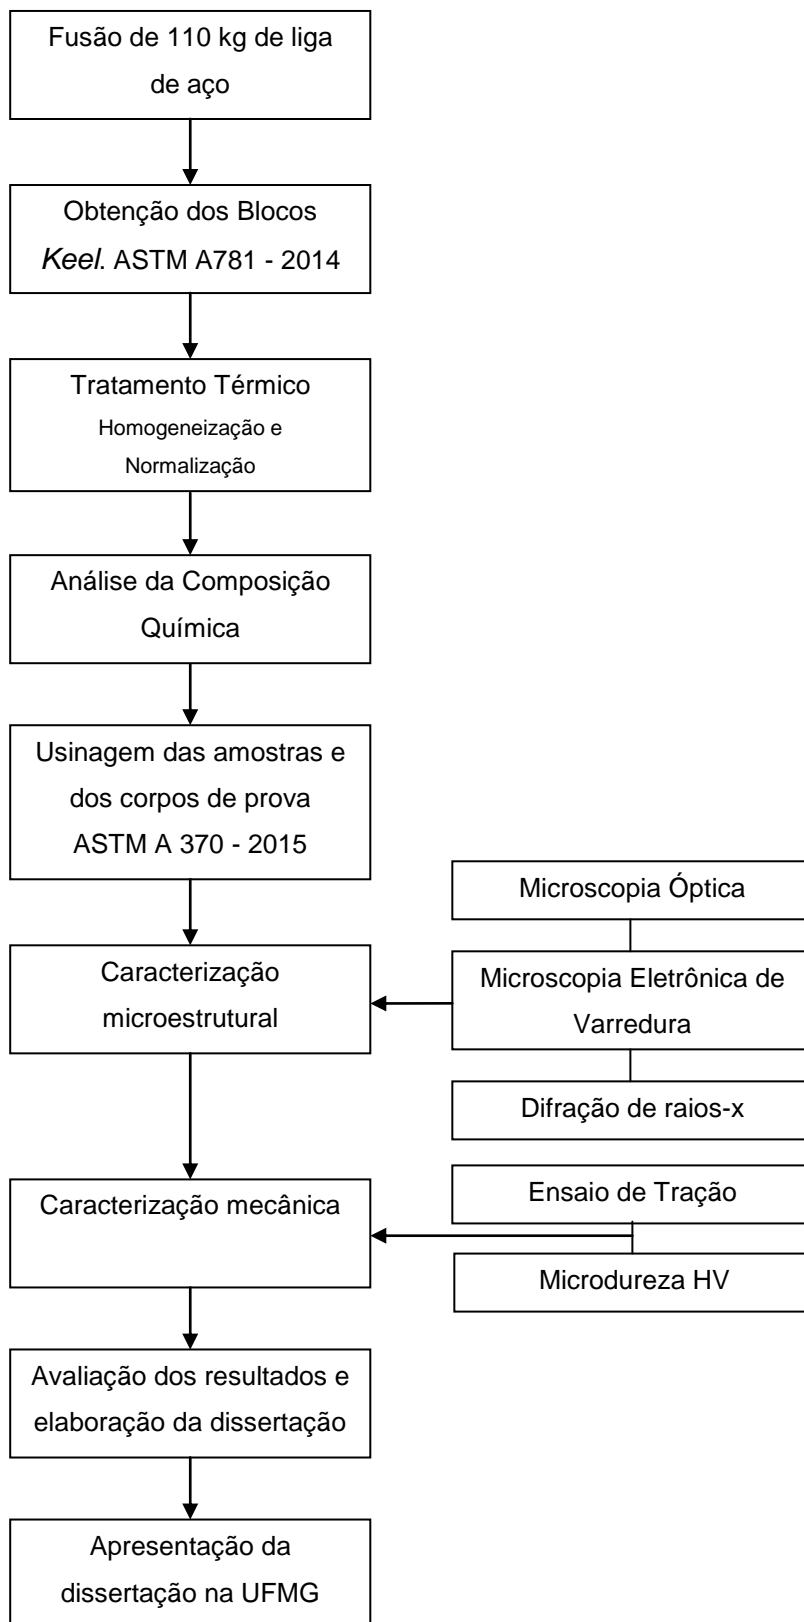 Fusão de 110 kg de liga
de aço
Obtenção dos Blocos
Keel. ASTM A781 - 2014
Tratamento Térmico
Homogeneização e
Normalização
Análise da Composição
Química
Usinagem das amostras e
dos corpos de prova
ASTM A 370 - 2015
Microscopia Óptica
Caracterização
microestrutural
Microscopia Eletrônica de
Varredura
Difração de raios-x
Caracterização mecânica
Ensaio de Tração
Microdureza HV
Avaliação dos resultados e
elaboração da dissertação
Apresentação da
dissertação na UFMG